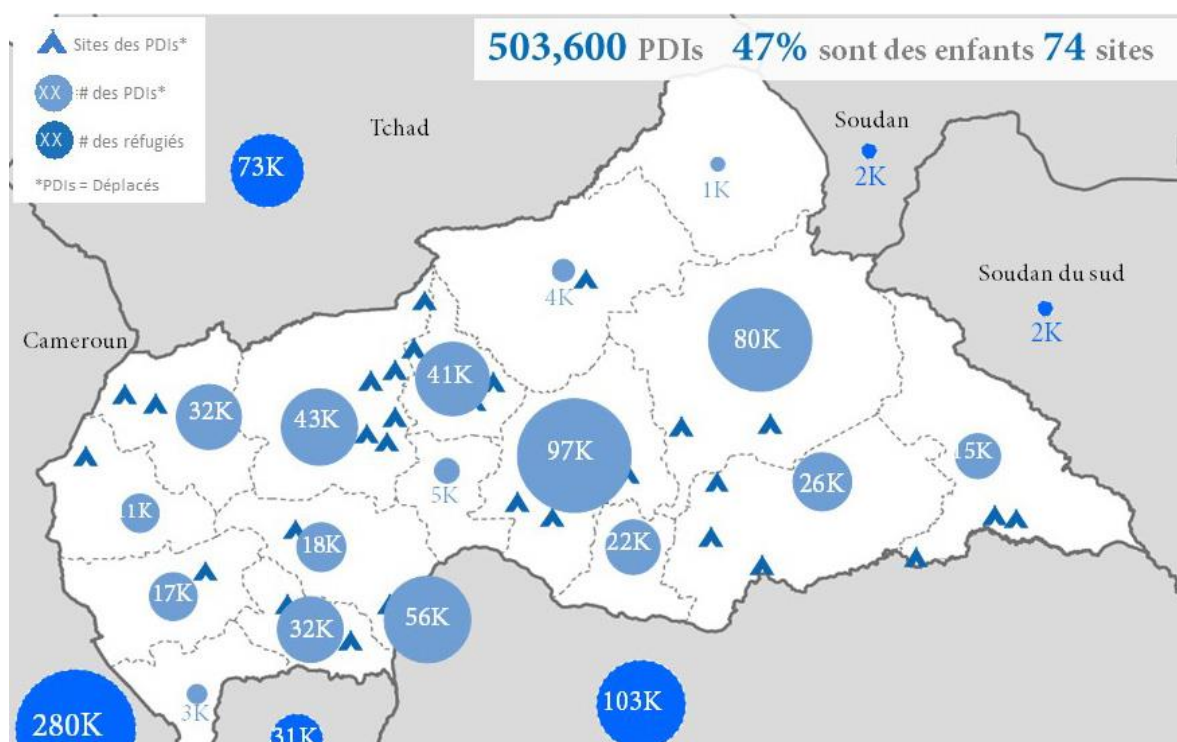 Sites des PDIs*
XX # des PDIs*
XX # des réfugiés
*PDIs = Déplacés
503,600 PDIs 47% sont des enfants 74 sites
Tchad
Soudan
73K
2K
1K
Soudan du sud
4K
2K
Cameroun
80K
41K
32K
43K
97K
15K
5K
26K
11K
18K
22K
17K
56K
32K
3K
103K
280K
31K